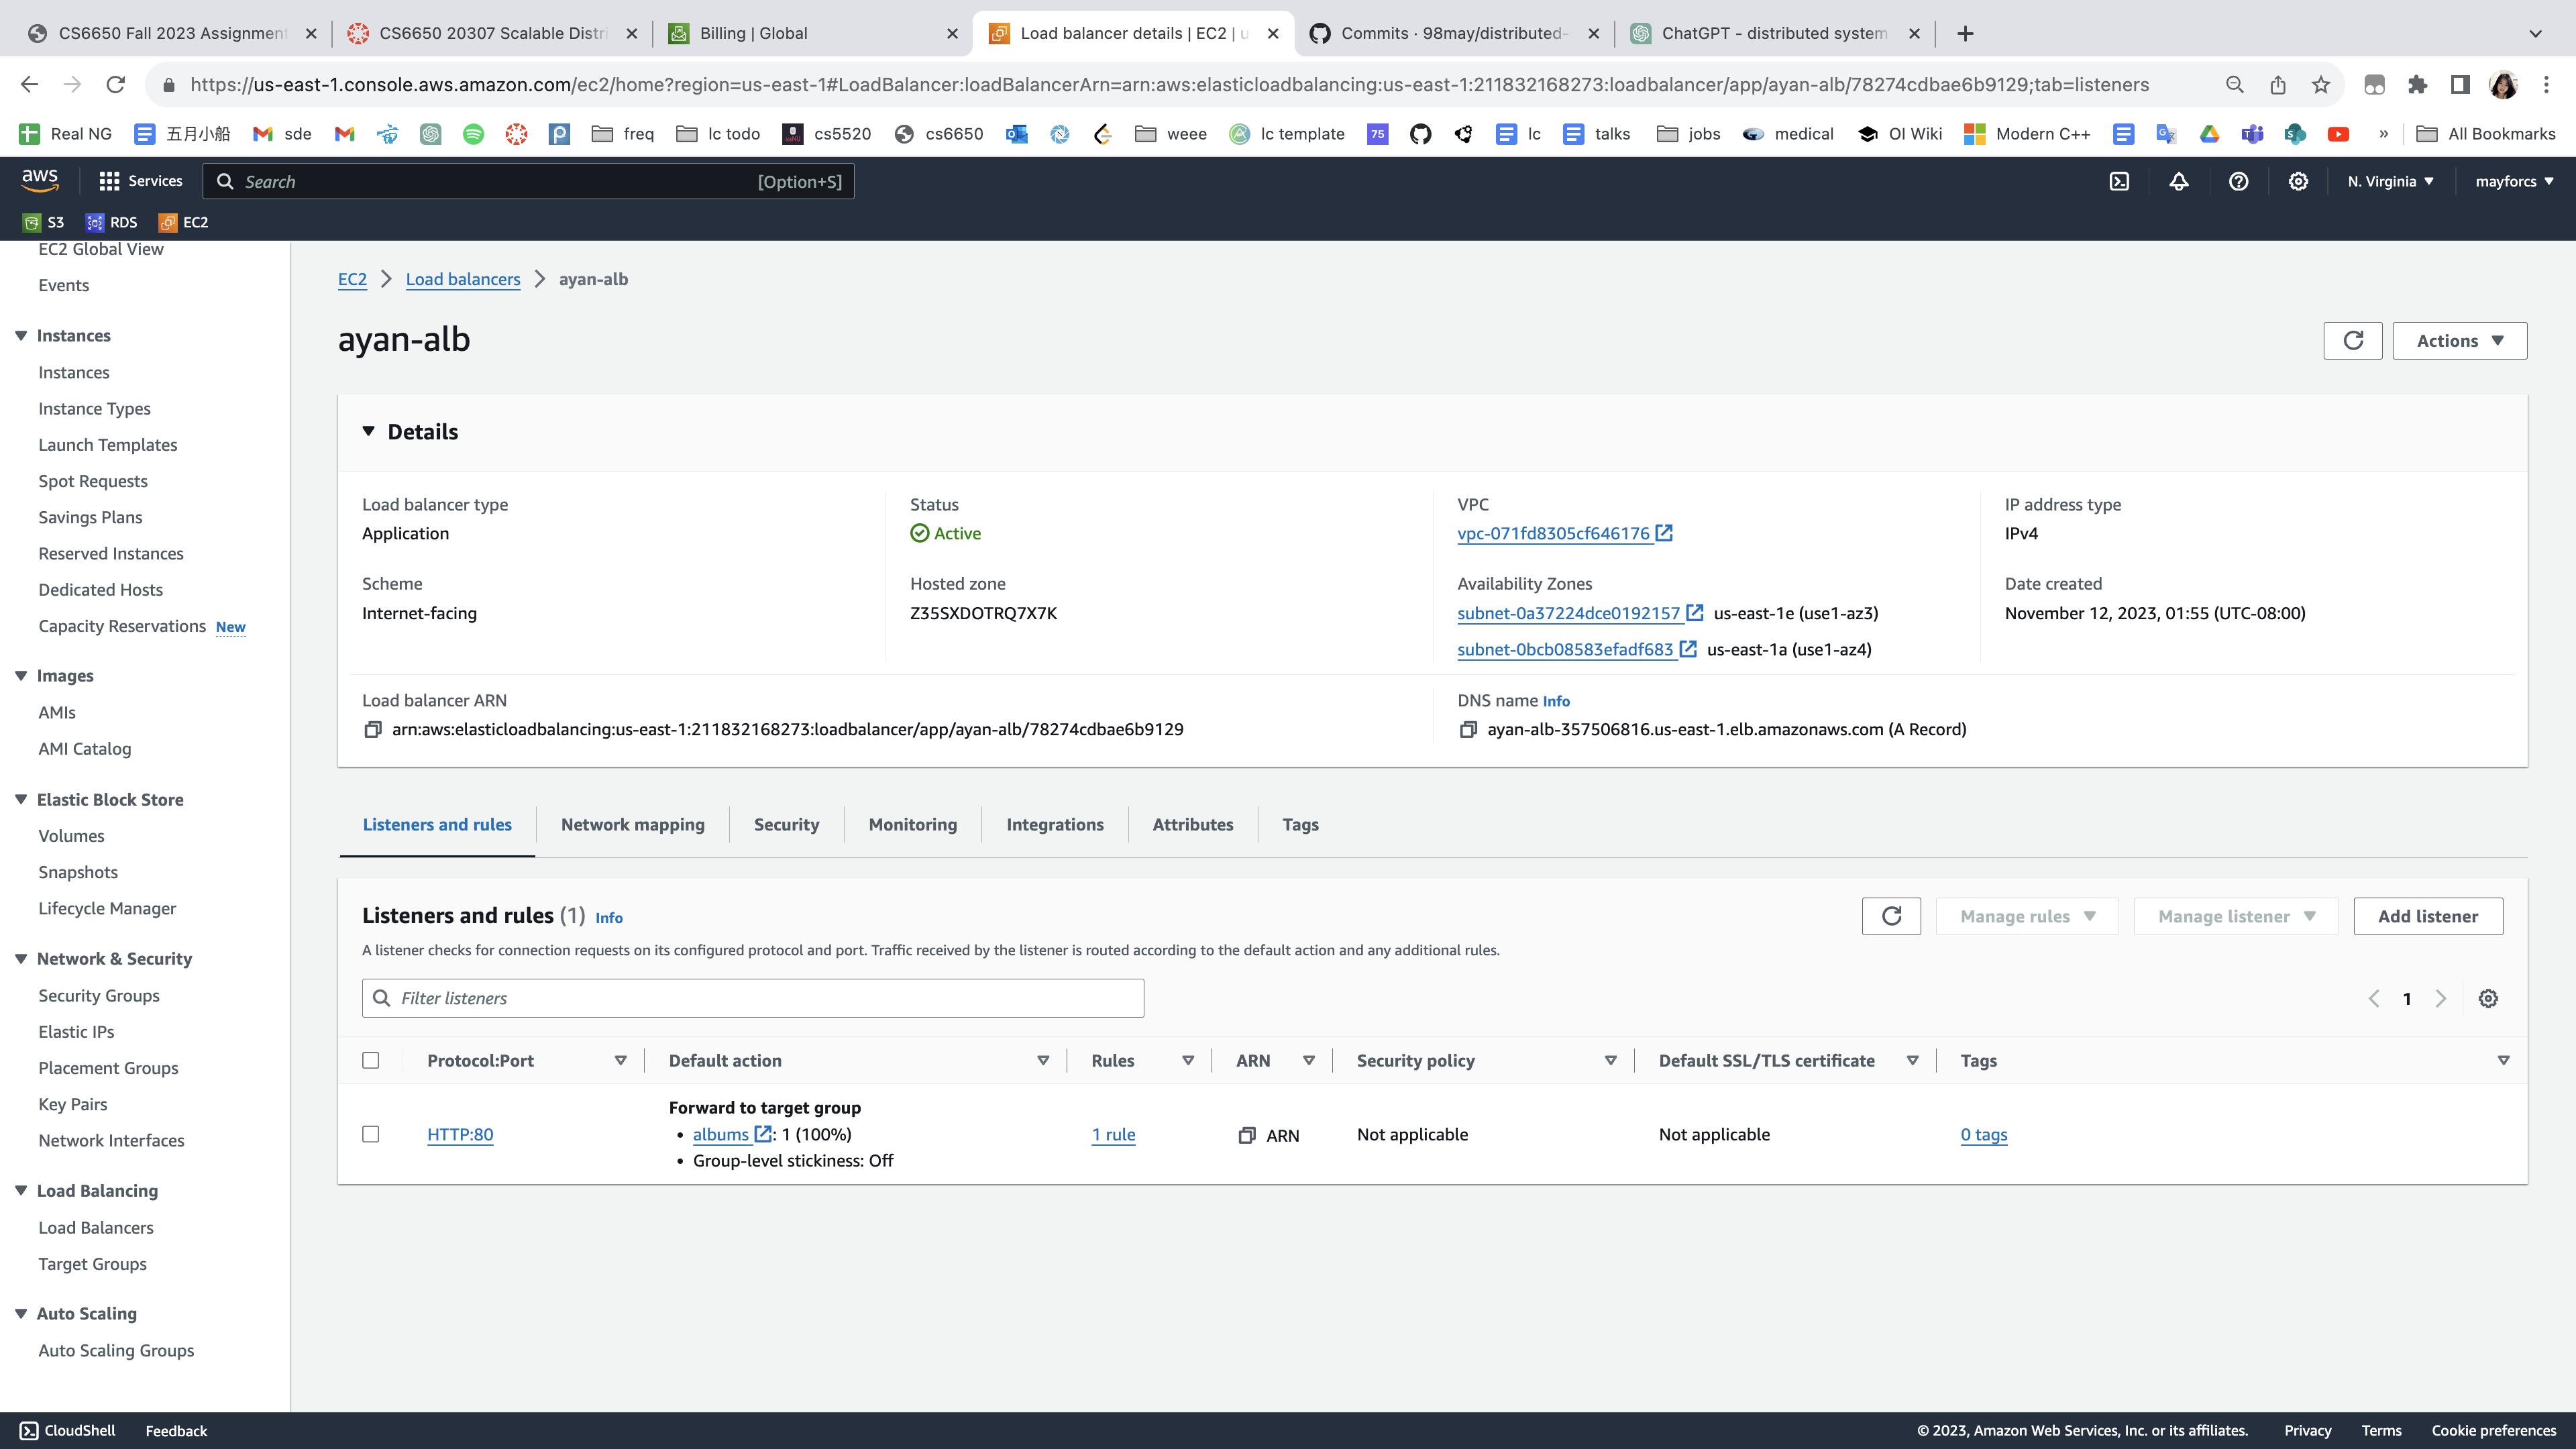 CS6650 Fall 2023 Assignment
CS6650 20307 Scalable Distri
Billing | Global
Load balancer details | EC2 | u
Commits · 98may/distributed-
ChatGPT - distributed system
https://us-east-1.console.aws.amazon.com/ec2/home?region=us-east-1#LoadBalancer:loadBalancerArn=arn:aws:elasticloadbalancing:us-east-1:211832168273:loadbalancer/app/ayan-alb/78274cdbae6b9129;tab=listeners
Real NG 五月小船 sde freq lc todo cs5520 cs6650 weee lc template 75 lc talks jobs medical OI Wiki Modern C++ » All Bookmarks
aws Services Search [Option+S] N. Virginia mayforcs
S3 RDS EC2
EC2 Global View
Events
Instances
Instances
Instance Types
Launch Templates
Spot Requests
Savings Plans
Reserved Instances
Dedicated Hosts
Capacity Reservations New
Images
AMIs
AMI Catalog
Elastic Block Store
Volumes
Snapshots
Lifecycle Manager
Network & Security
Security Groups
Elastic IPs
Placement Groups
Key Pairs
Network Interfaces
Load Balancing
Load Balancers
Target Groups
Auto Scaling
Auto Scaling Groups
EC2 > Load balancers > ayan-alb
ayan-alb
Actions
Details
Load balancer type
Application
Status
Active
VPC
vpc-071fd8305cf646176
IP address type
IPv4
Scheme
Internet-facing
Hosted zone
Z35SXDOTRQ7X7K
Availability Zones
subnet-0a37224dce0192157 us-east-1e (use1-az3)
subnet-0bcb08583efadf683 us-east-1a (use1-az4)
Date created
November 12, 2023, 01:55 (UTC-08:00)
Load balancer ARN
arn:aws:elasticloadbalancing:us-east-1:211832168273:loadbalancer/app/ayan-alb/78274cdbae6b9129
DNS name Info
ayan-alb-357506816.us-east-1.elb.amazonaws.com (A Record)
Listeners and rules Network mapping Security Monitoring Integrations Attributes Tags
Listeners and rules (1) Info
Manage rules Manage listener Add listener
A listener checks for connection requests on its configured protocol and port. Traffic received by the listener is routed according to the default action and any additional rules.
Filter listeners
1
Protocol:Port Default action Rules ARN Security policy Default SSL/TLS certificate Tags
HTTP:80
Forward to target group
• albums : 1 (100%)
• Group-level stickiness: Off
1 rule ARN Not applicable Not applicable 0 tags
CloudShell Feedback © 2023, Amazon Web Services, Inc. or its affiliates. Privacy Terms Cookie preferences